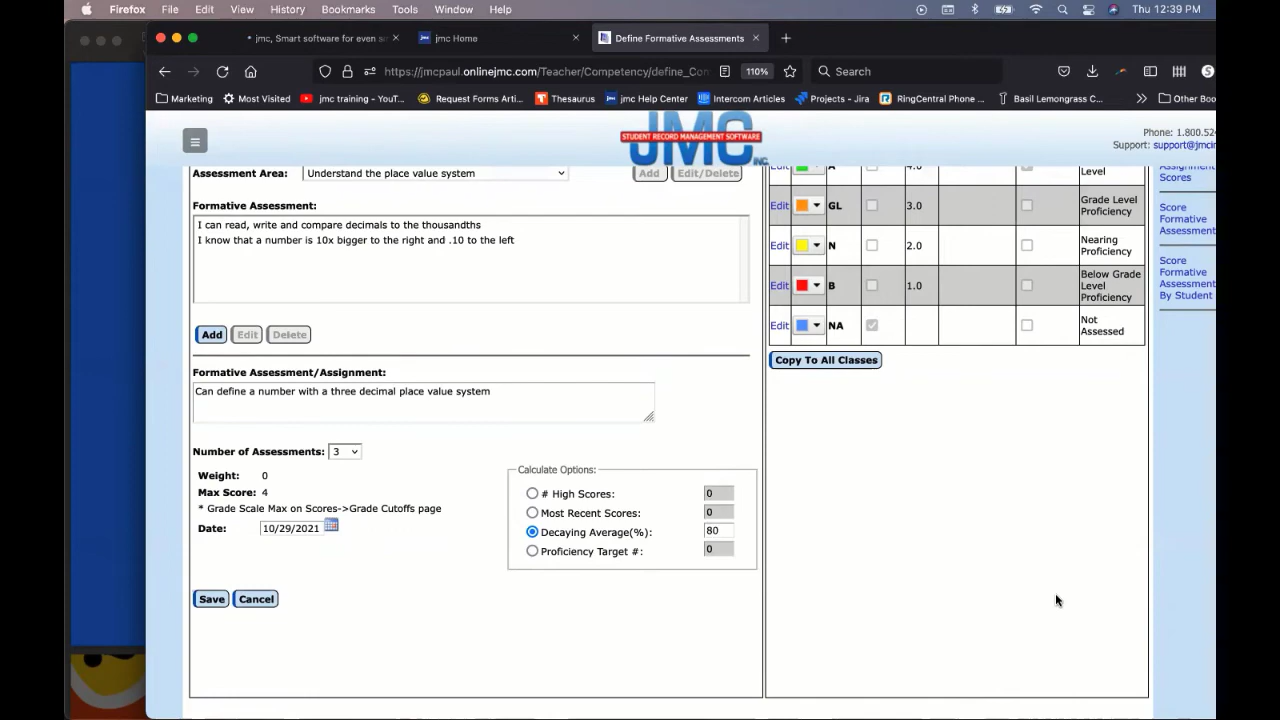 Firefox File Edit View History Bookmarks Tools Window Help Thu 12:39 PM
* jmc, Smart software for even
jmc Home
Define Formative Assessments
https://jmcpaul.onlinejmc.com/Teacher/Competency/define_Con
110%
Search
Marketing
Most Visited
jmc training - YouT...
Request Forms Arti...
Thesaurus
jmc Help Center
Intercom Articles
Projects - Jira
RingCentral Phone ...
Basil Lemongrass C...
Other Boo
JMC INC.
STUDENT RECORD MANAGEMENT SOFTWARE
Phone: 1.800.52
Support: support@jmcin
Assessment Area: Understand the place value system Add Edit/Delete
Formative Assessment:
I can read, write and compare decimals to the thousandths
I know that a number is 10x bigger to the right and .10 to the left
Add Edit Delete
Formative Assessment/Assignment:
Can define a number with a three decimal place value system
Number of Assessments: 3
Weight: 0
Max Score: 4
* Grade Scale Max on Scores->Grade Cutoffs page
Date: 10/29/2021
Calculate Options:
# High Scores: 0
Most Recent Scores: 0
Decaying Average(%): 80
Proficiency Target #: 0
Save Cancel
A 4.0 Level
Edit GL 3.0 Grade Level
Proficiency
Edit N 2.0 Nearing
Proficiency
Edit B 1.0 Below Grade
Level
Proficiency
Edit NA Not
Assessed
Copy To All Classes
Assignment
Scores
Score
Formative
Assessment
Score
Formative
Assessment
By Student